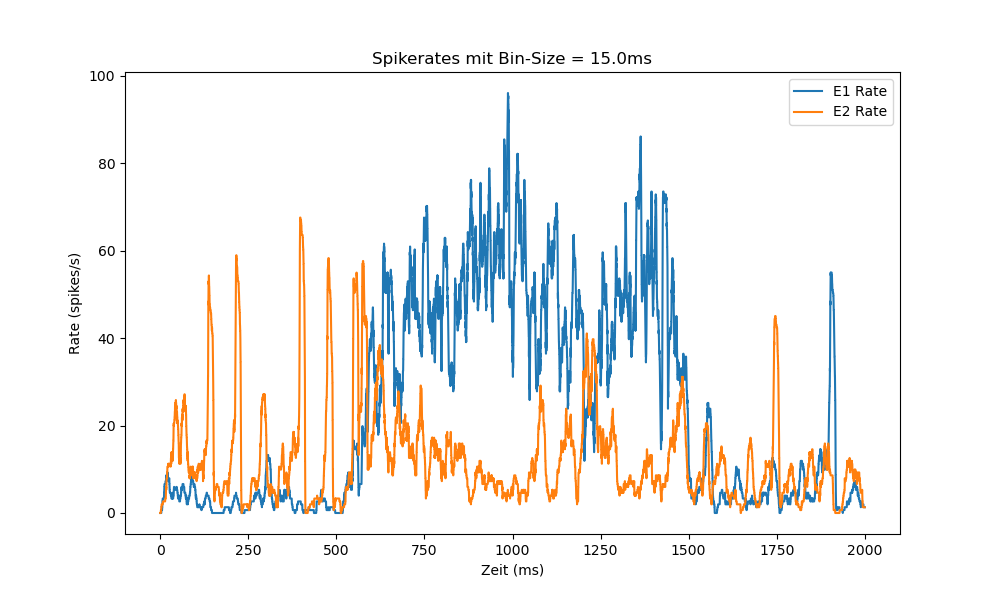 Spikerates mit Bin-Size = 15.0ms
E1 Rate
E2 Rate
100
80
60
40
20
0
Rate (spikes/s)
0 250 500 750 1000 1250 1500 1750 2000
Zeit (ms)